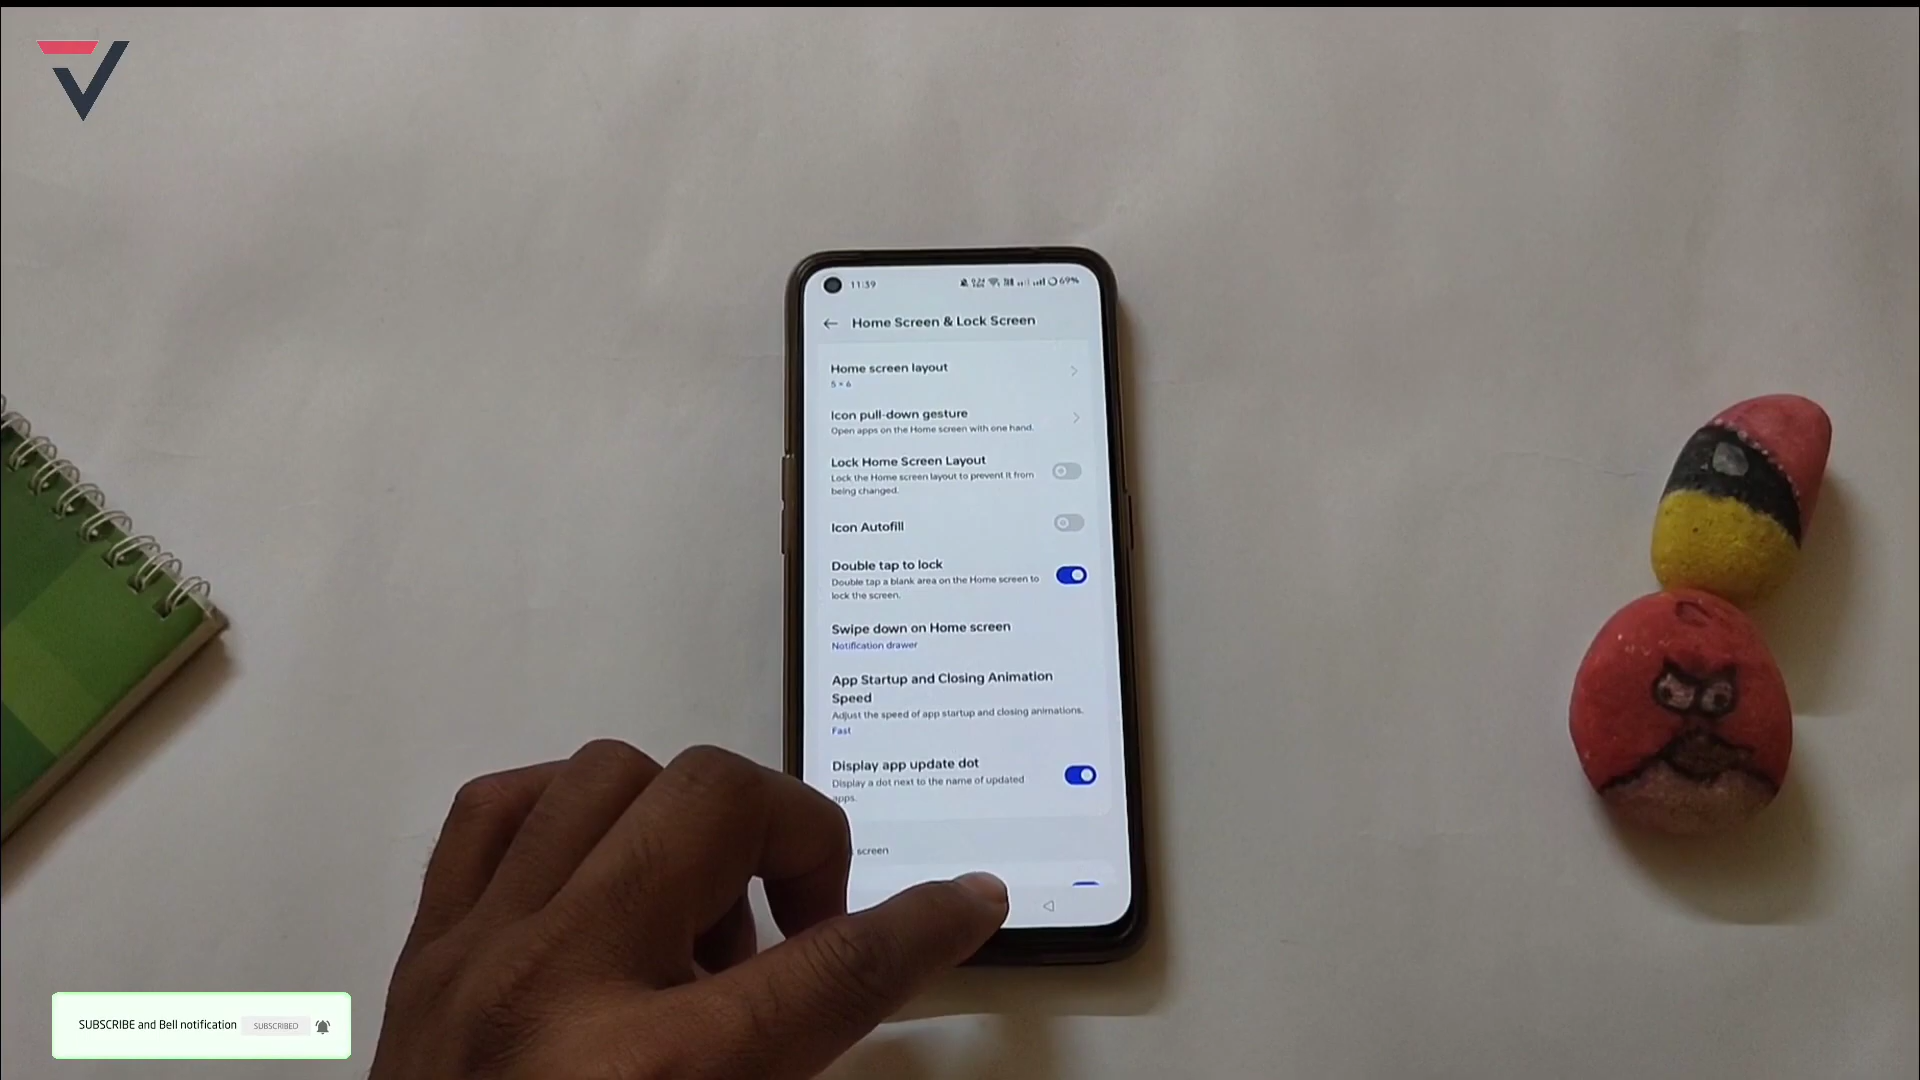 11:39
69%
Home Screen & Lock Screen
Home screen layout
5 × 6
Icon pull-down gesture
Open apps on the Home screen with one hand.
Lock Home Screen Layout
Lock the Home screen layout to prevent it from
being changed.
Icon Autofill
Double tap to lock
Double tap a blank area on the Home screen to
lock the screen.
Swipe down on Home screen
Notification drawer
App Startup and Closing Animation
Speed
Adjust the speed of app startup and closing animations.
Fast
Display app update dot
Display a dot next to the name of updated
apps.
screen
SUBSCRIBE and Bell notification SUBSCRIBED